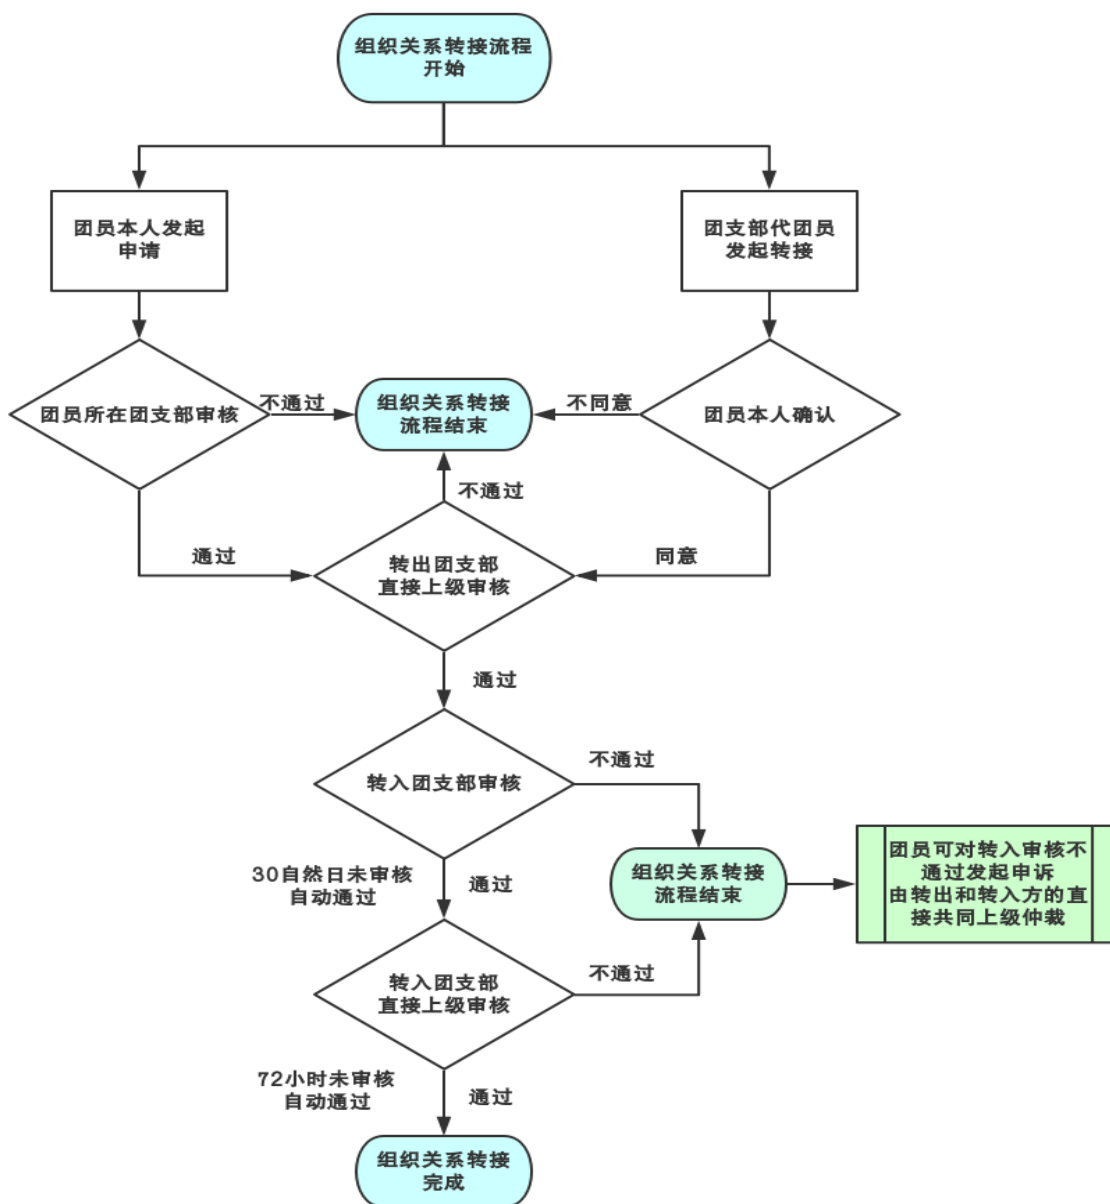 组织关系转接流程
开始
团员本人发起
申请
团支部代团员
发起转接
团员所在团支部审核
不通过
组织关系转接
流程结束
不同意
团员本人确认
不通过
通过
转出团支部
直接上级审核
同意
通过
转入团支部审核
不通过
30自然日未审核
自动通过
通过
组织关系转接
流程结束
团员可对转入审核不
通过发起申诉
由转出和转入方的直
接共同上级仲裁
转入团支部
直接上级审核
不通过
72小时未审核
自动通过
通过
组织关系转接
完成